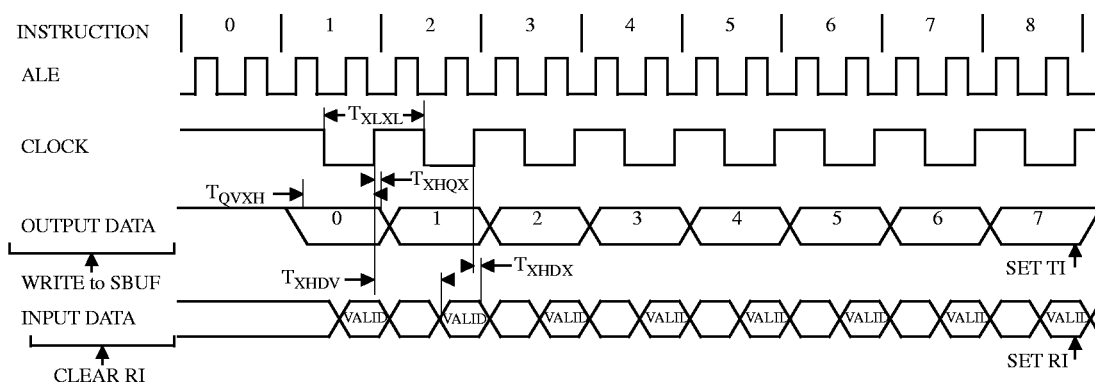 INSTRUCTION 0 1 2 3 4 5 6 7 8
ALE
TXLXL
CLOCK
TXHQX
TQVXH
OUTPUT DATA 0 1 2 3 4 5 6 7
TXHDV TXHDX SET TI
WRITE to SBUF
INPUT DATA VALID VALID VALID VALID VALID VALID VALID VALID
SET RI
CLEAR RI